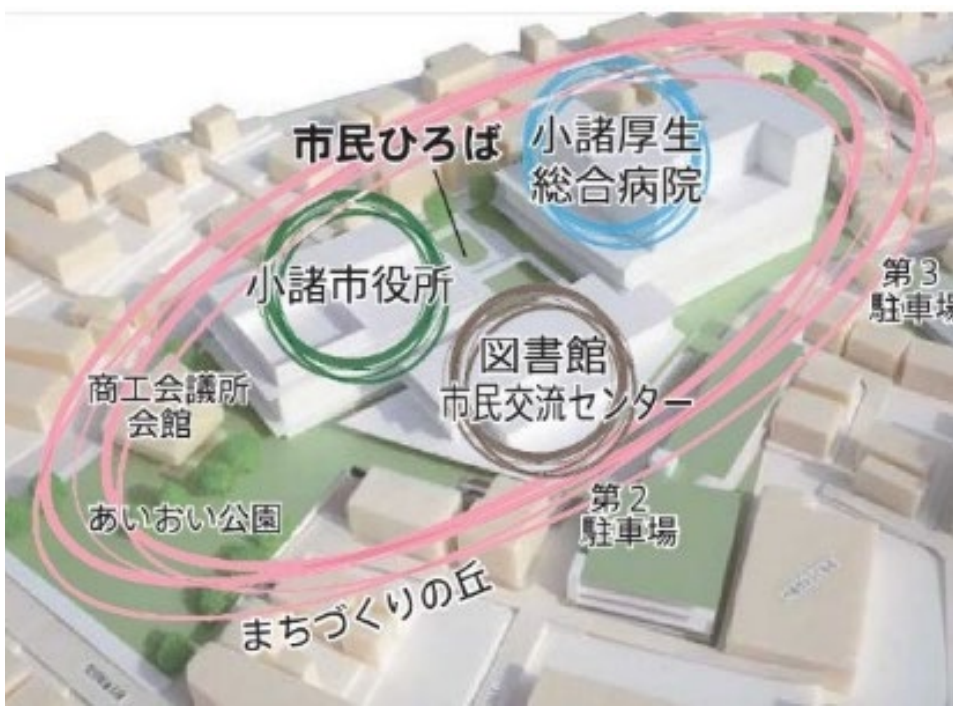 市民ひろば
小諸厚生
総合病院
小諸市役所
第3
駐車場
図書館
市民交流センター
商工会議所
会館
あいおい公園
第2
駐車場
まちづくりの丘